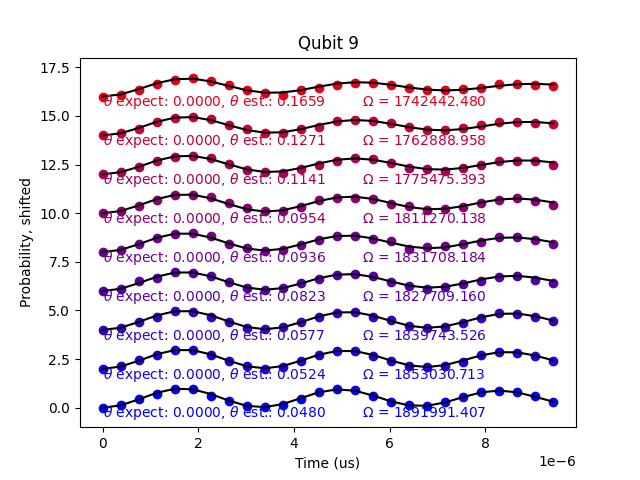 Qubit 9
17.5
θ expect: 0.0000, θ est.: 0.1659 Ω = 1742442.480
15.0
θ expect: 0.0000, θ est.: 0.1271 Ω = 1762888.958
12.5
θ expect: 0.0000, θ est.: 0.1141 Ω = 1775475.393
10.0
θ expect: 0.0000, θ est.: 0.0954 Ω = 1811270.138
7.5
θ expect: 0.0000, θ est.: 0.0936 Ω = 1831708.184
θ expect: 0.0000, θ est.: 0.0823 Ω = 1827709.160
5.0
θ expect: 0.0000, θ est.: 0.0577 Ω = 1839743.526
2.5
θ expect: 0.0000, θ est.: 0.0524 Ω = 1853030.713
0.0
θ expect: 0.0000, θ est.: 0.0480 Ω = 1891991.407
Probability, shifted
0 2 4 6 8
1e−6
Time (us)